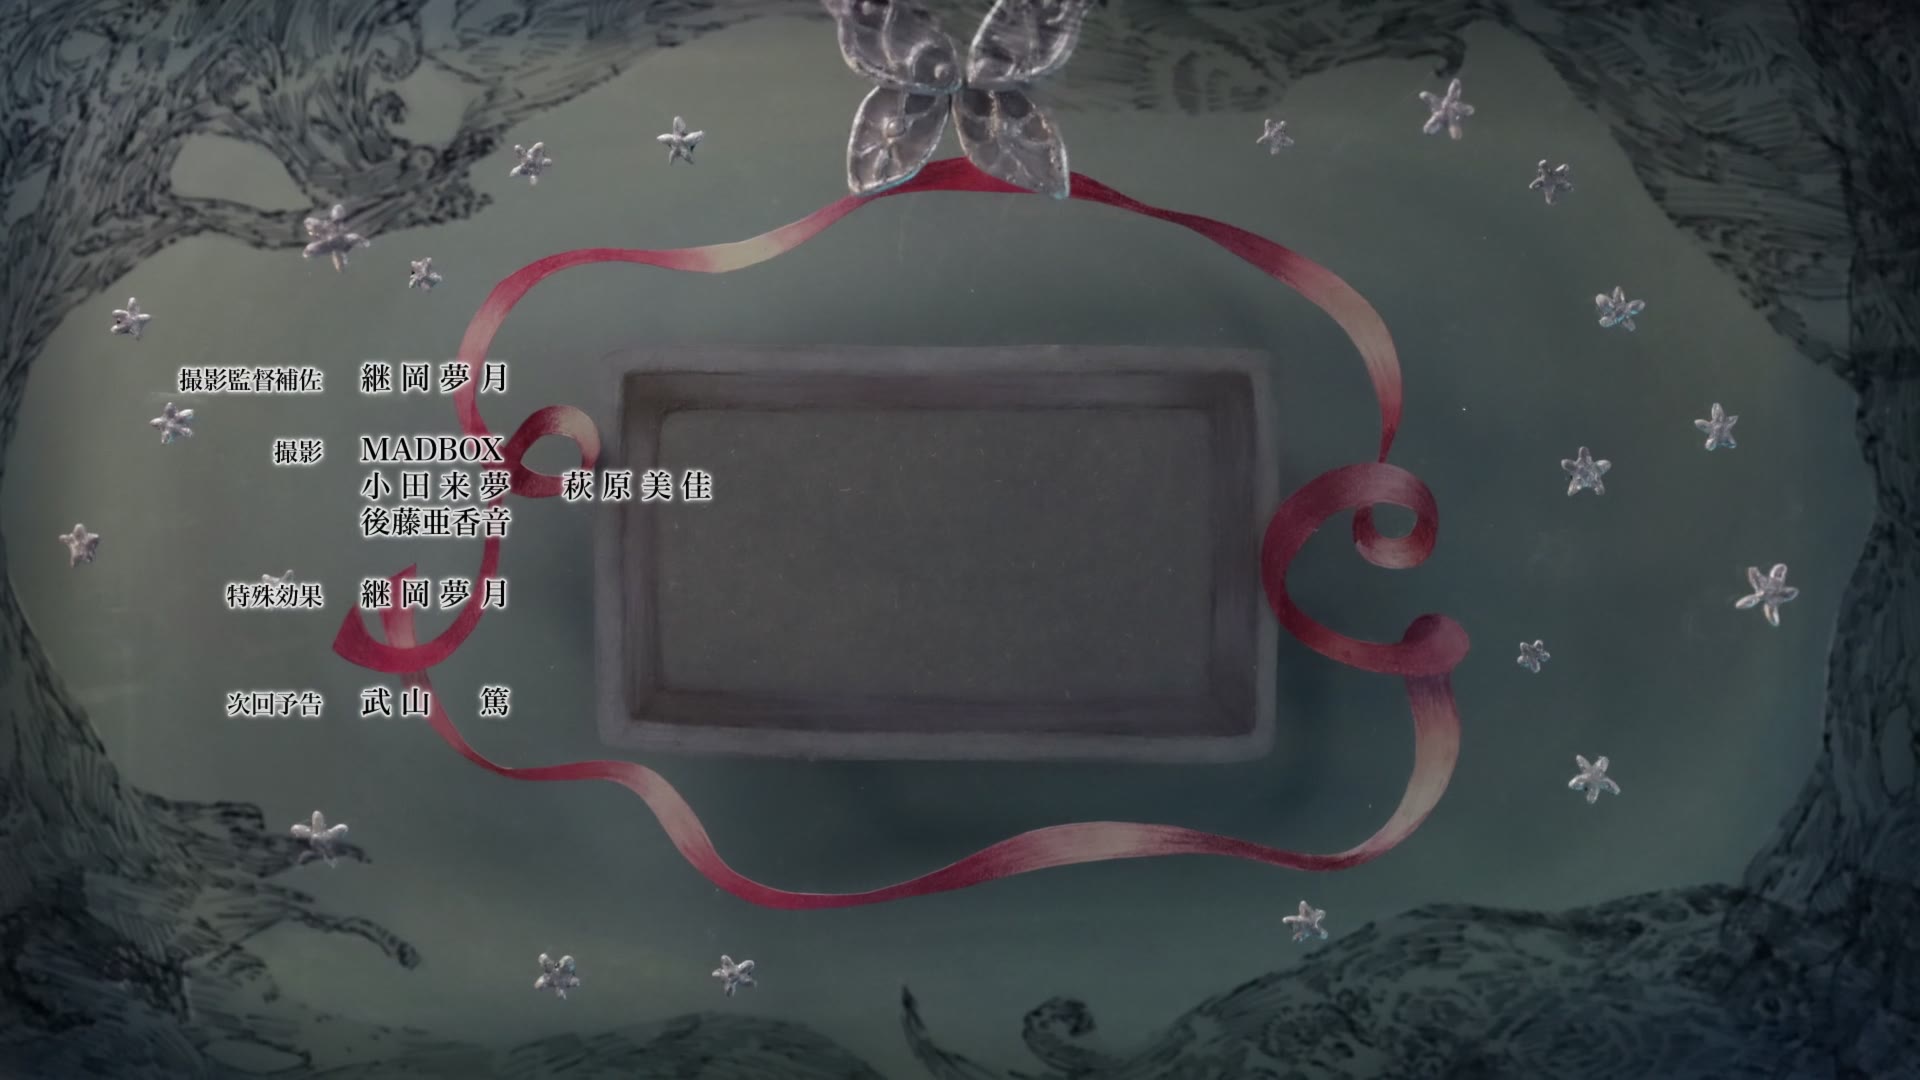 撮影監督補佐 継岡夢月
撮影 MADBOX
小田来夢 萩原美佳
後藤亜香音
特殊効果 継岡夢月
次回予告 武山 篤